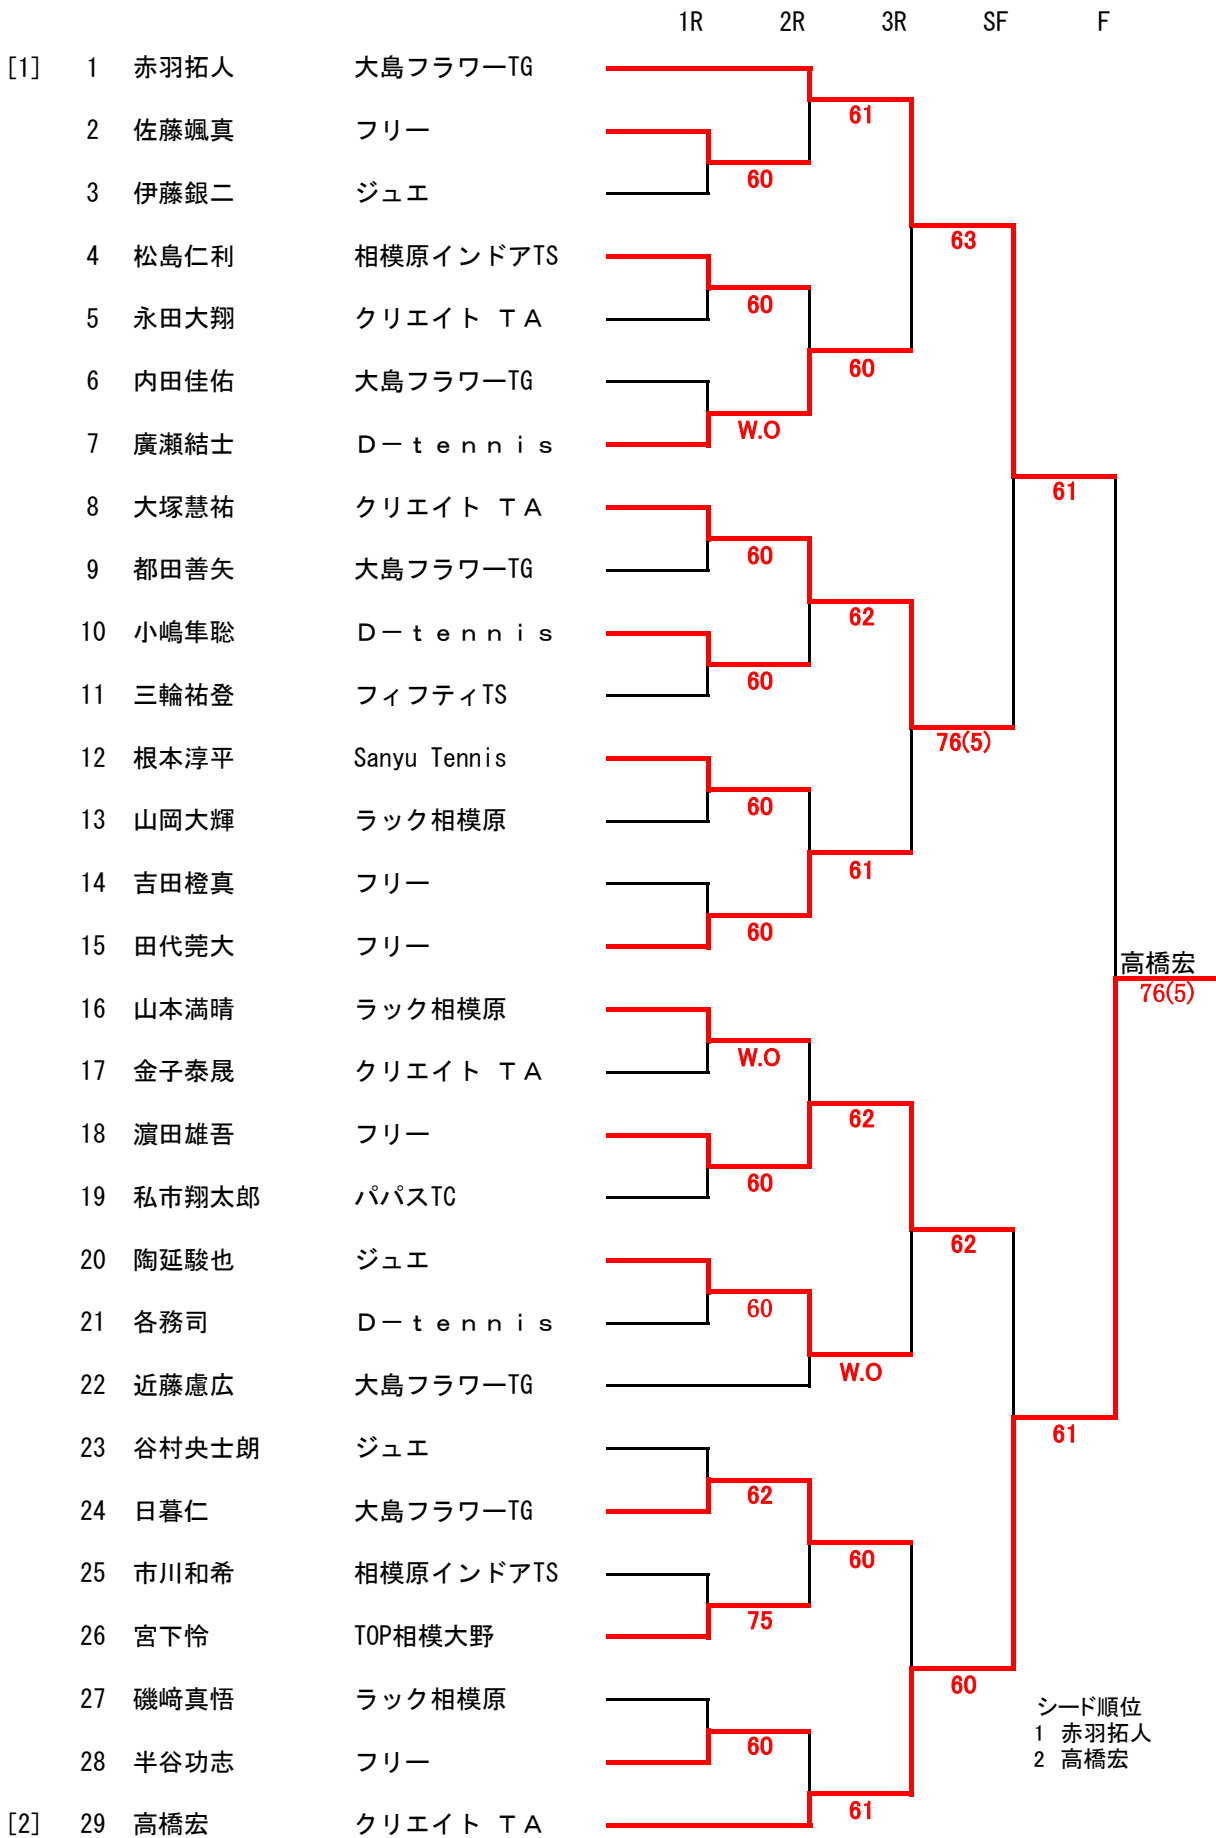 1R 2R 3R SF F
[1] 1 赤羽拓人 大島フラワーTG
61
2 佐藤颯真 フリー
60
3 伊藤銀二 ジュエ
63
4 松島仁利 相模原インドアTS
60
5 永田大翔 クリエイト ＴＡ
60
6 内田佳佑 大島フラワーTG
W.O
7 廣瀬結士 Ｄ－ｔｅｎｎｉｓ
61
8 大塚慧祐 クリエイト ＴＡ
60
9 都田善矢 大島フラワーTG
62
10 小嶋隼聡 Ｄ－ｔｅｎｎｉｓ
60
11 三輪祐登 フィフティTS
76(5)
12 根本淳平 Sanyu Tennis
60
13 山岡大輝 ラック相模原
61
14 吉田橙真 フリー
60
15 田代莞大 フリー
高橋宏
76(5)
16 山本満晴 ラック相模原
W.O
17 金子泰晟 クリエイト ＴＡ
62
18 濵田雄吾 フリー
60
19 私市翔太郎 パパスTC
62
20 陶延駿也 ジュエ
60
21 各務司 Ｄ－ｔｅｎｎｉｓ
W.O
22 近藤慮広 大島フラワーTG
61
23 谷村央士朗 ジュエ
62
24 日暮仁 大島フラワーTG
60
25 市川和希 相模原インドアTS
75
26 宮下怜 TOP相模大野
60
27 磯﨑真悟 ラック相模原
60
28 半谷功志 フリー
61
[2] 29 高橋宏 クリエイト ＴＡ
シード順位
1 赤羽拓人
2 高橋宏